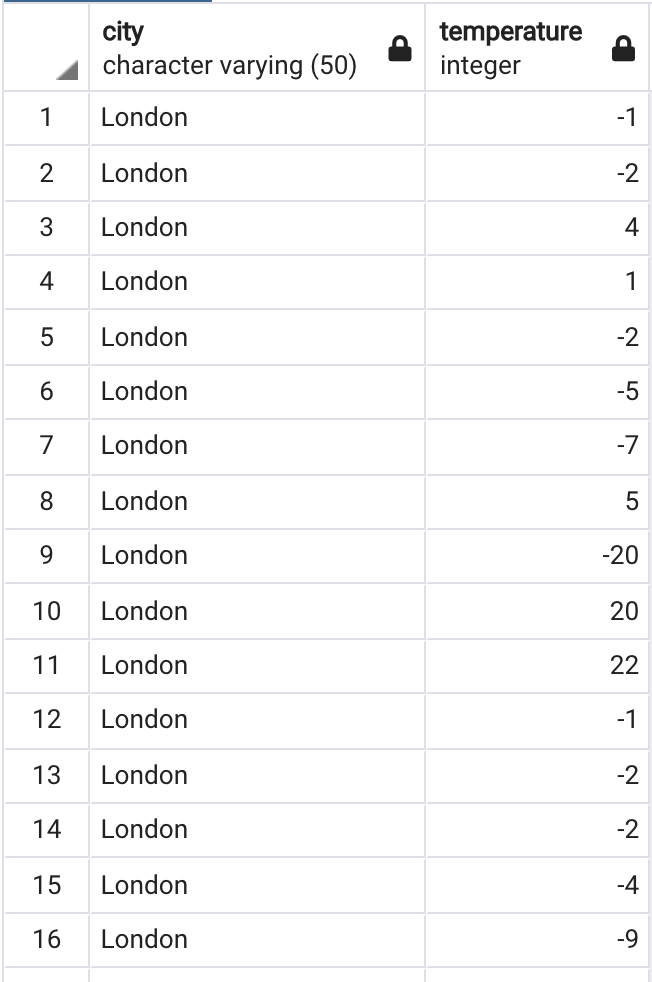 city temperature
character varying (50) integer
1 London -1
2 London -2
3 London 4
4 London 1
5 London -2
6 London -5
7 London -7
8 London 5
9 London -20
10 London 20
11 London 22
12 London -1
13 London -2
14 London -2
15 London -4
16 London -9